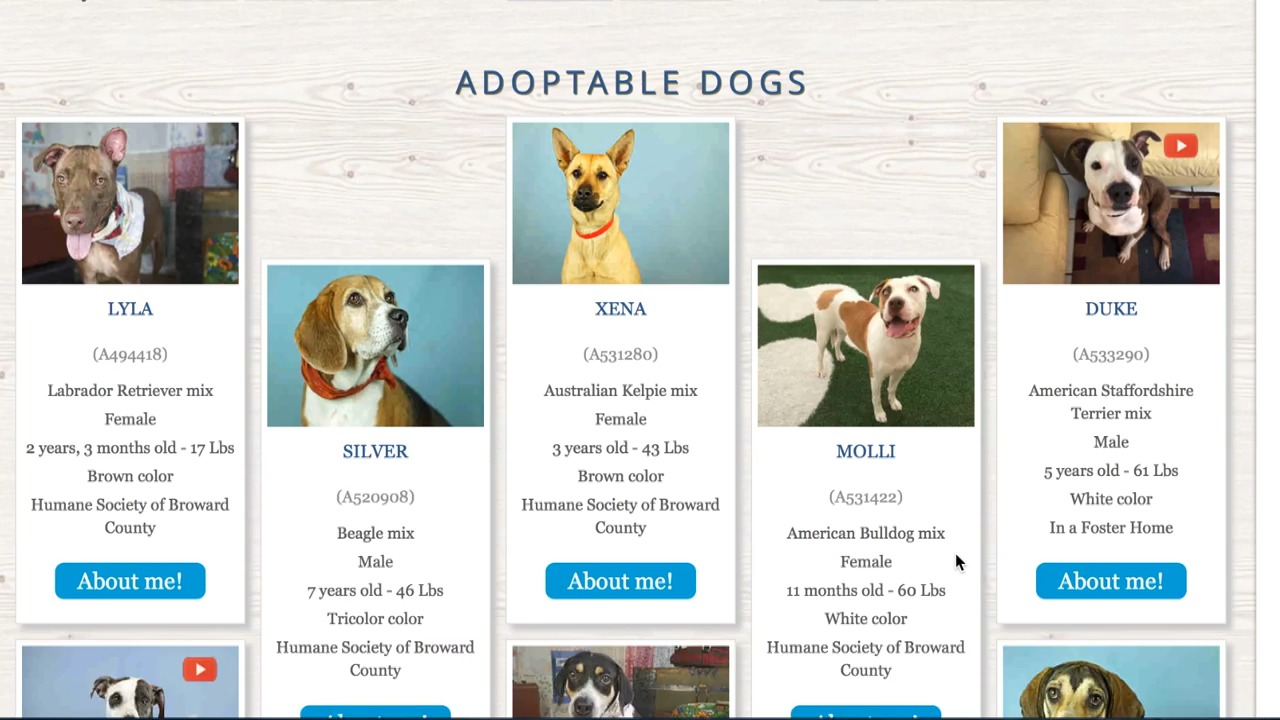 ADOPTABLE DOGS
LYLA
(A494418)
Labrador Retriever mix
Female
2 years, 3 months old - 17 Lbs
Brown color
Humane Society of Broward
County
About me!
SILVER
(A520908)
Beagle mix
Male
7 years old - 46 Lbs
Tricolor color
Humane Society of Broward
County
XENA
(A531280)
Australian Kelpie mix
Female
3 years old - 43 Lbs
Brown color
Humane Society of Broward
County
About me!
MOLLI
(A531422)
American Bulldog mix
Female
11 months old - 60 Lbs
White color
Humane Society of Broward
County
DUKE
(A533290)
American Staffordshire
Terrier mix
Male
5 years old - 61 Lbs
White color
In a Foster Home
About me!